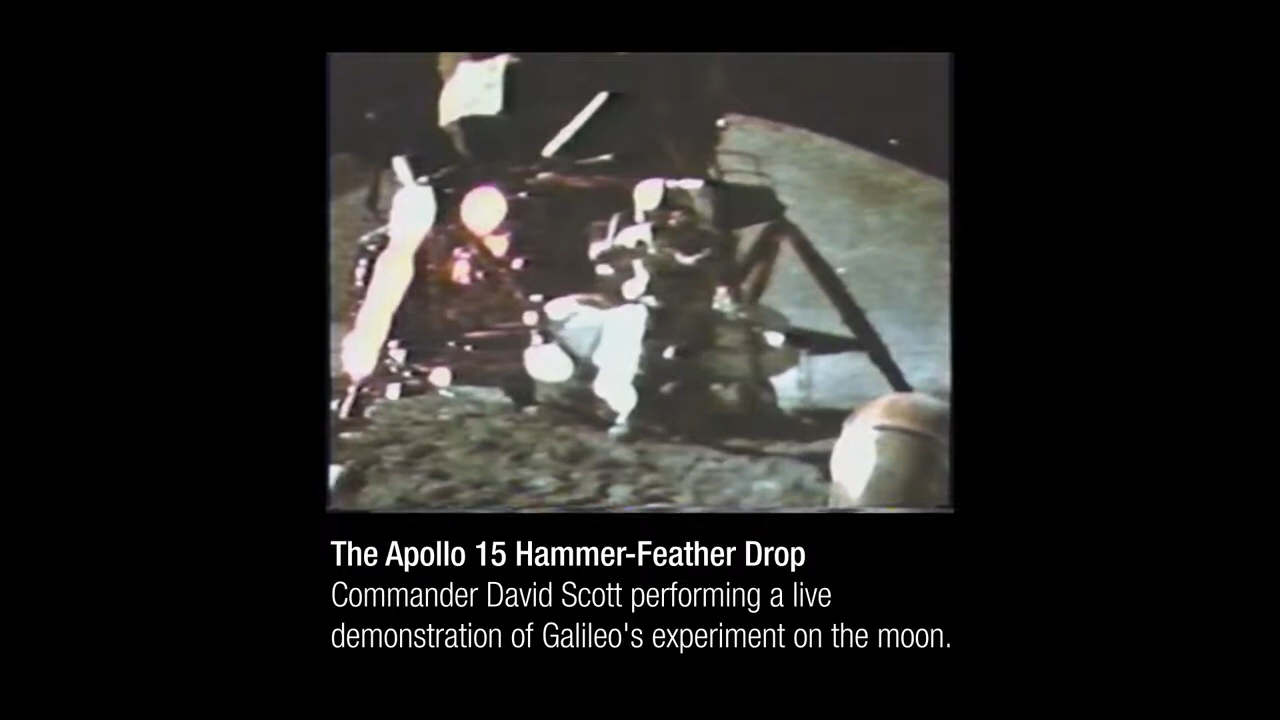 The Apollo 15 Hammer-Feather Drop
Commander David Scott performing a live
demonstration of Galileo's experiment on the moon.